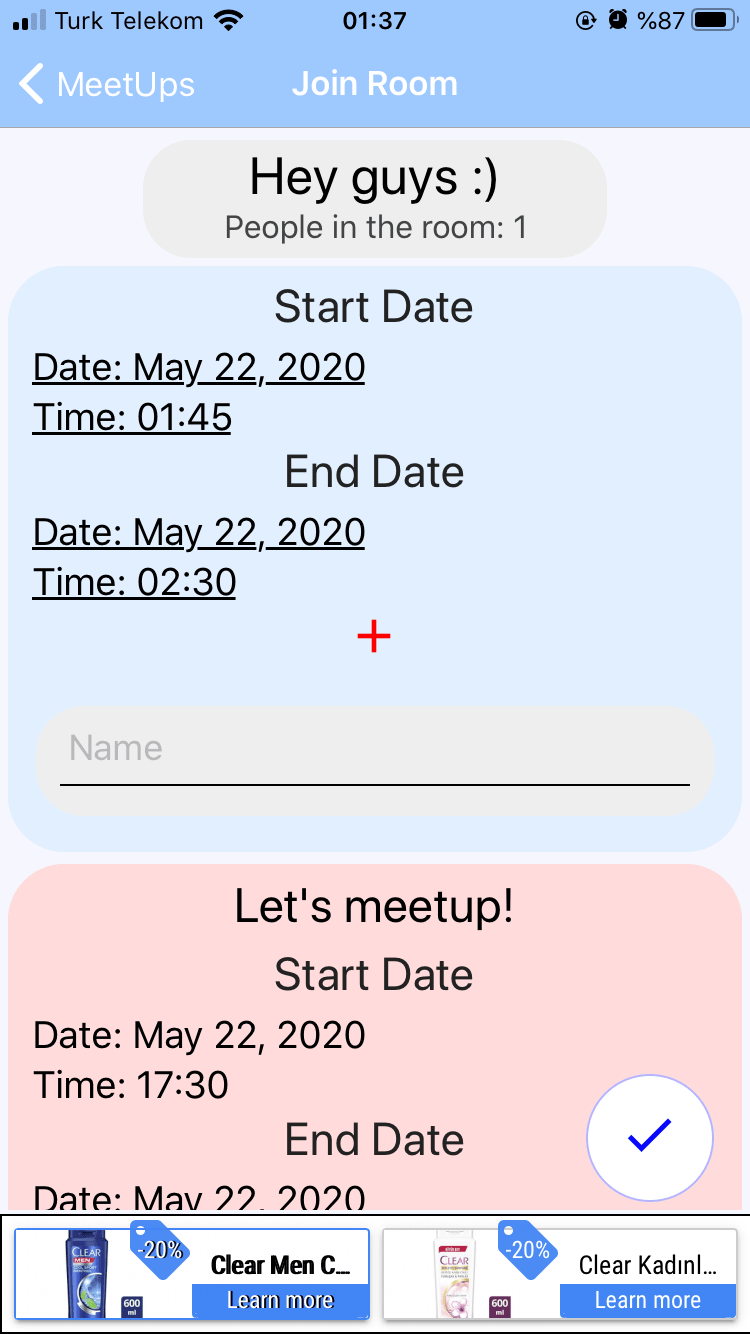 Turk Telekom 01:37 %87
MeetUps Join Room
Hey guys :)
People in the room: 1
Start Date
Date: May 22, 2020
Time: 01:45
End Date
Date: May 22, 2020
Time: 02:30
+
Name
Let's meetup!
Start Date
Date: May 22, 2020
Time: 17:30
End Date
Date: May 22, 2020
CLEAR
MEN
600
ml
-20%
Clear Men C...
Learn more
CLEAR
600
ml
-20%
Clear Kadınl...
Learn more